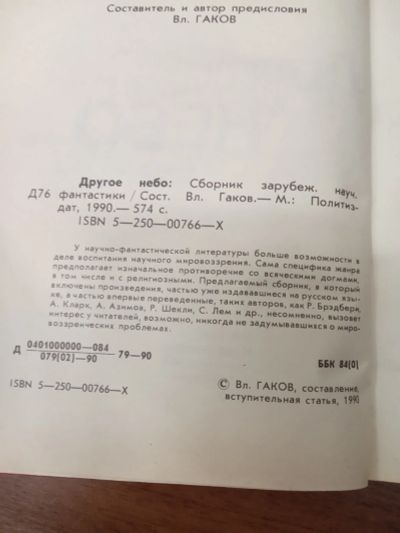 Составитель и автор предисловия
Вл. ГАКОВ
Другое небо: Сборник зарубеж. науч.
Д76 фантастики / Сост. Вл. Гаков.— М.: Политиз-
дат, 1990.— 574 с.
ISBN 5—250—00766—X
У научно-фантастической литературы больше возможности в
деле воспитания научного мировоззрения. Сама специфика жанра
предполагает изначальное противоречие со всяческими догмами,
в том числе и с религиозными. Предлагаемый сборник, в который
включены произведения, частью уже издававшиеся на русском язы-
ке, а частью впервые переведенные, таких авторов, как Р. Брэдбери,
А. Кларк, А. Азимов, Р. Шекли, С. Лем и др., несомненно, вызовет
интерес у читателей, возможно, никогда не задумывавшихся о миро-
воззренческих проблемах.
Д 0401000000—084
079(02)—90 79—90
ББК 84(0)
ISBN 5—250—00766—X
© Вл. ГАКОВ, составление,
вступительная статья, 1990